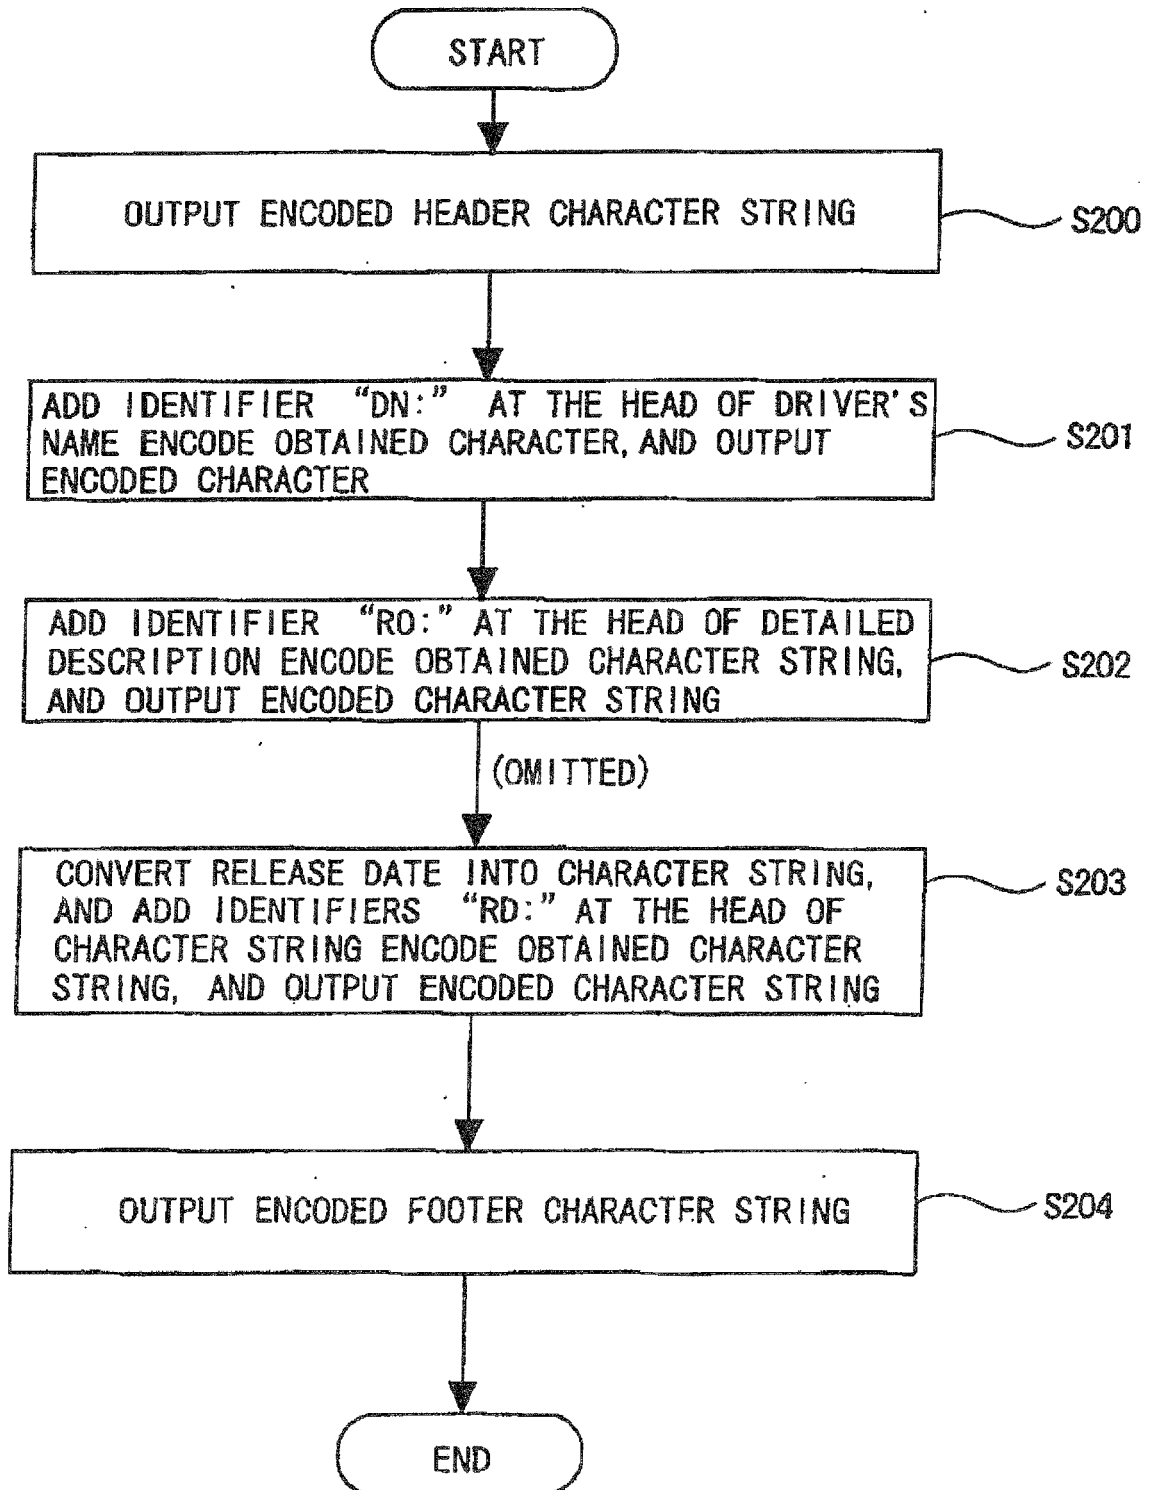 START
OUTPUT ENCODED HEADER CHARACTER STRING
S200
ADD IDENTIFIER “DN:” AT THE HEAD OF DRIVER'S
NAME ENCODE OBTAINED CHARACTER, AND OUTPUT
ENCODED CHARACTER
S201
ADD IDENTIFIER “RO:” AT THE HEAD OF DETAILED
DESCRIPTION ENCODE OBTAINED CHARACTER STRING,
AND OUTPUT ENCODED CHARACTER STRING
S202
(OMITTED)
CONVERT RELEASE DATE INTO CHARACTER STRING,
AND ADD IDENTIFIERS “RD:” AT THE HEAD OF
CHARACTER STRING ENCODE OBTAINED CHARACTER
STRING, AND OUTPUT ENCODED CHARACTER STRING
S203
OUTPUT ENCODED FOOTER CHARACTER STRING
S204
END